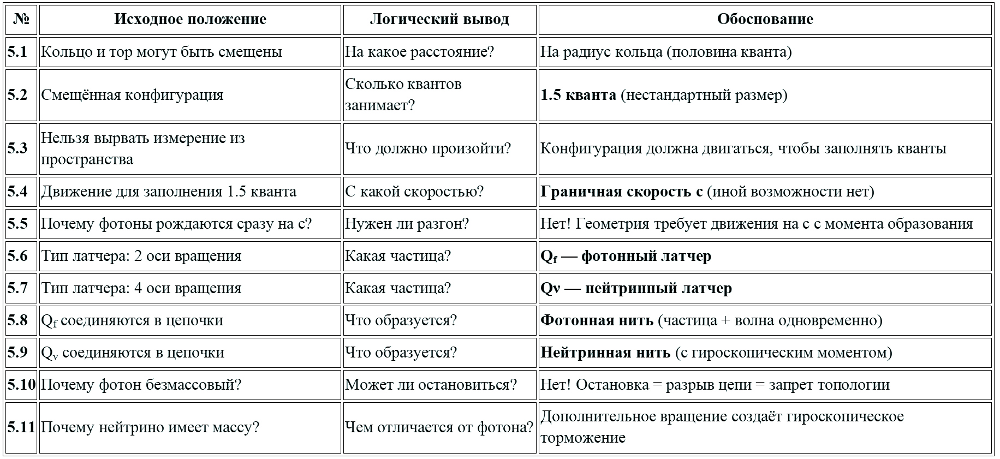 № Исходное положение Логический вывод Обоснование
5.1 Кольцо и тор могут быть смещены На какое расстояние? На радиус кольца (половина кванта)
5.2 Смещённая конфигурация Сколько квантов занимает? 1.5 кванта (нестандартный размер)
5.3 Нельзя вырвать измерение из пространства Что должно произойти? Конфигурация должна двигаться, чтобы заполнять кванты
5.4 Движение для заполнения 1.5 кванта С какой скоростью? Граничная скорость c (иной возможности нет)
5.5 Почему фотоны рождаются сразу на c? Нужен ли разгон? Нет! Геометрия требует движения на c с момента образования
5.6 Тип латчера: 2 оси вращения Какая частица? Qf — фотонный латчер
5.7 Тип латчера: 4 оси вращения Какая частица? Qν — нейтринный латчер
5.8 Qf соединяются в цепочки Что образуется? Фотонная нить (частица + волна одновременно)
5.9 Qν соединяются в цепочки Что образуется? Нейтринная нить (с гироскопическим моментом)
5.10 Почему фотон безмассовый? Может ли остановиться? Нет! Остановка = разрыв цепи = запрет топологии
5.11 Почему нейтрино имеет массу? Чем отличается от фотона? Дополнительное вращение создаёт гироскопическое торможение